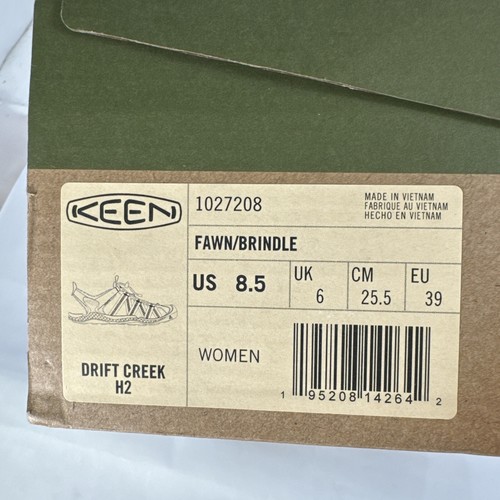 KEEN
1027208
MADE IN VIETNAM
FABRIQUE AU VIETNAM
HECHO EN VIETNAM
FAWN/BRINDLE
US 8.5
UK 6
CM 25.5
EU 39
DRIFT CREEK
H2
WOMEN
1 95208 14264 2